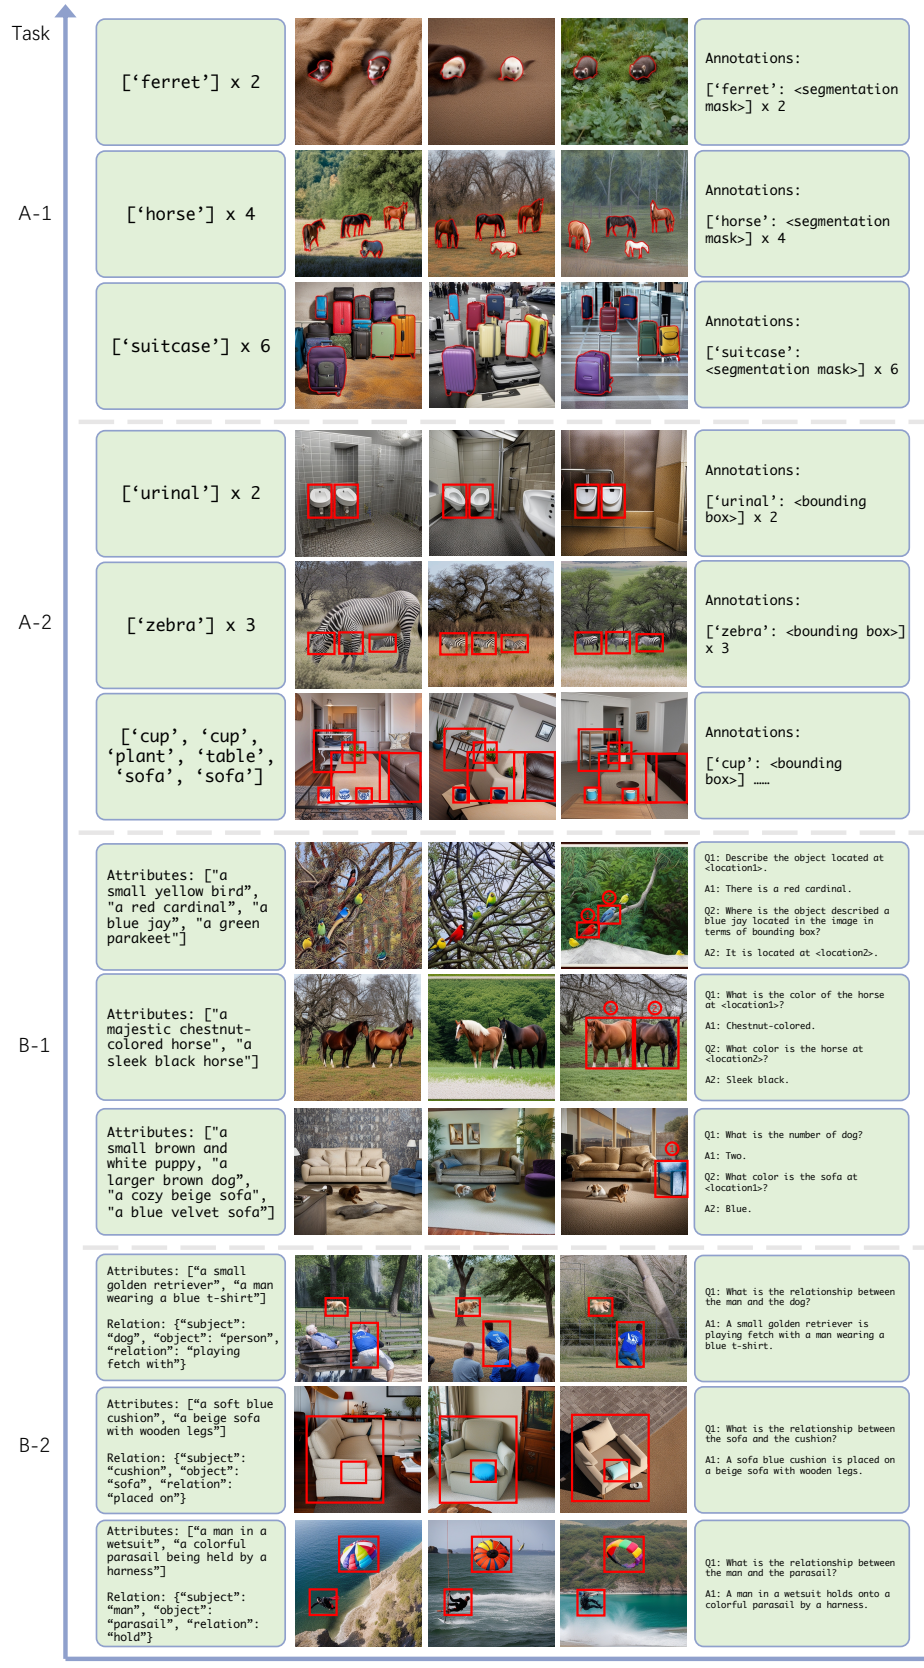 Task
['ferret'] x 2
Annotations:
['ferret': <segmentation
mask>] x 2
A-1
['horse'] x 4
Annotations:
['horse': <segmentation
mask>] x 4
['suitcase'] x 6
Annotations:
['suitcase':
<segmentation mask>] x 6
['urinal'] x 2
Annotations:
['urinal': <bounding
box>] x 2
A-2
['zebra'] x 3
Annotations:
['zebra': <bounding box>]
x 3
['cup', 'cup',
'plant', 'table',
'sofa', 'sofa']
Annotations:
['cup': <bounding
box>] ……
Attributes: ["a
small yellow bird",
"a red cardinal", "a
blue jay", "a green
parakeet"]
Q1: Describe the object located at
<location1>.
A1: There is a red cardinal.
Q2: Where is the object described a
blue jay located in the image in
terms of bounding box?
A2: It is located at <location2>.
B-1
Attributes: ["a
majestic chestnut-
colored horse", "a
sleek black horse"]
Q1: What is the color of the horse
at <location1>?
A1: Chestnut-colored.
Q2: What color is the horse at
<location2>?
A2: Sleek black.
Attributes: ["a
small brown and
white puppy, "a
larger brown dog",
"a cozy beige sofa",
"a blue velvet sofa"]
Q1: What is the number of dog?
A1: Two.
Q2: What color is the sofa at
<location1>?
A2: Blue.
Attributes: ["a small
golden retriever", "a man
wearing a blue t-shirt"]
Relation: {"subject":
"dog", "object": "person",
"relation": "playing
fetch with"}
Q1: What is the relationship between
the man and the dog?
A1: A small golden retriever is
playing fetch with a man wearing a
blue t-shirt.
B-2
Attributes: ["a soft blue
cushion", "a beige sofa
with wooden legs"]
Relation: {"subject":
"cushion", "object":
"sofa", "relation":
"placed on"}
Q1: What is the relationship between
the sofa and the cushion?
A1: A sofa blue cushion is placed on
a beige sofa with wooden legs.
Attributes: ["a man in a
wetsuit", "a colorful
parasail being held by a
harness"]
Relation: {"subject":
"man", "object":
"parasail", "relation":
"hold"}
Q1: What is the relationship between
the man and the parasail?
A1: A man in a wetsuit holds onto a
colorful parasail by a harness.